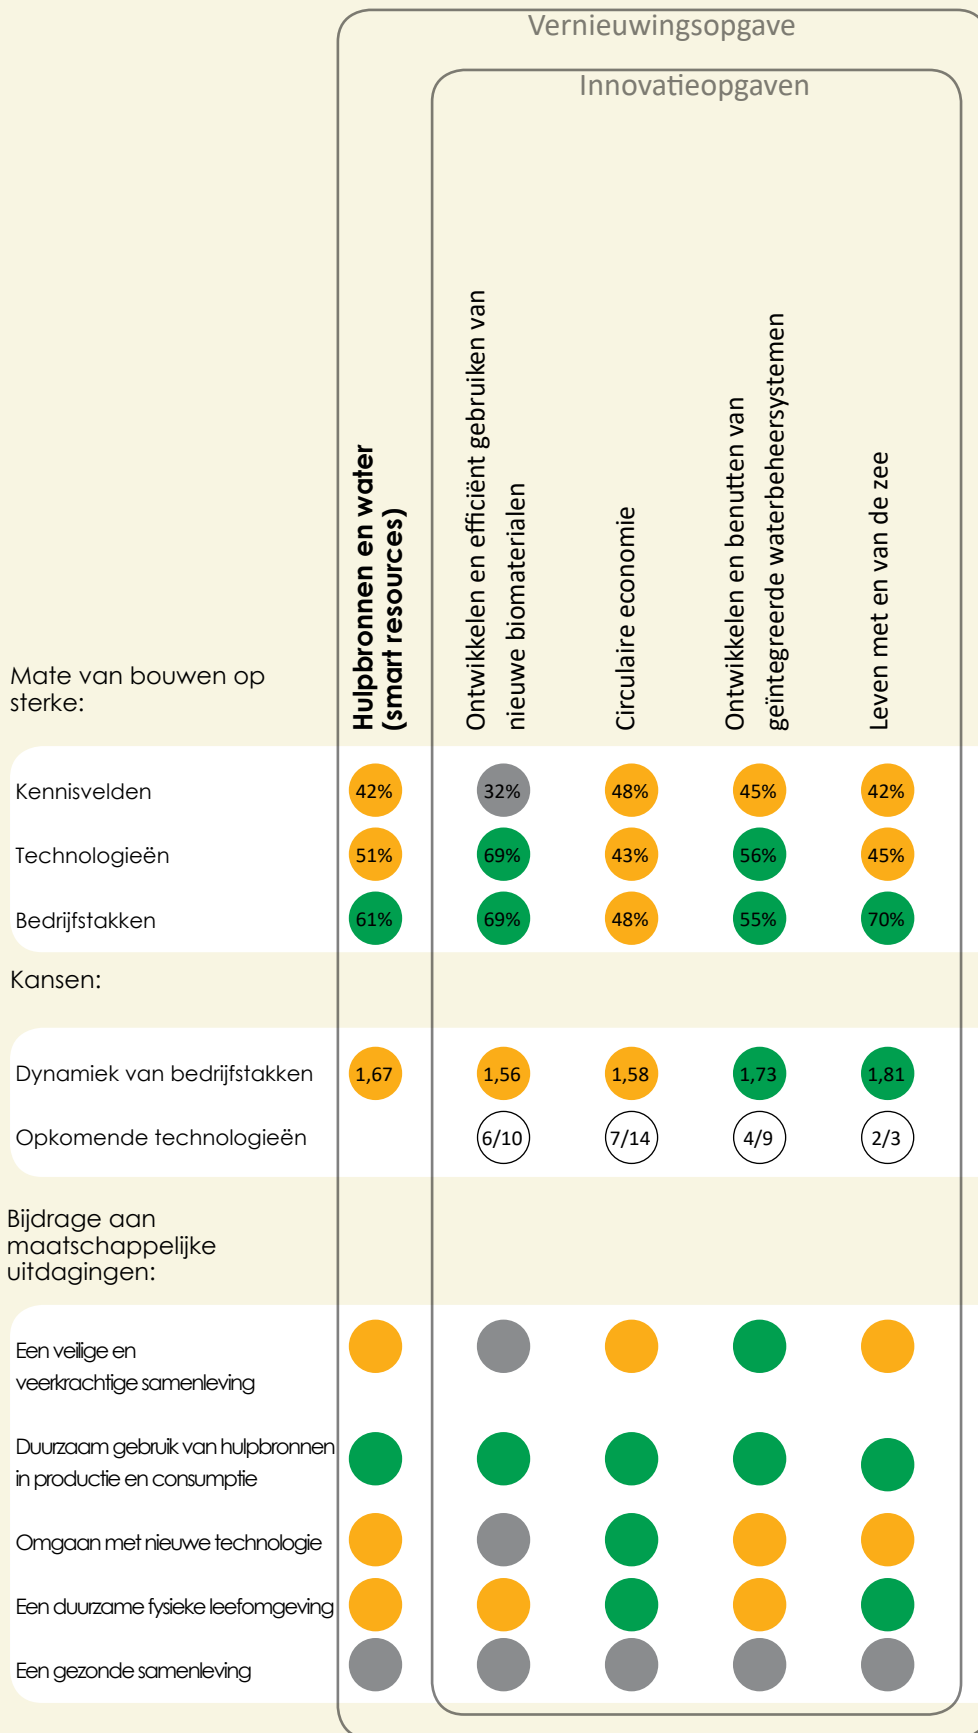 Vernieuwingsopgave
Innovatieopgaven
Hulpbronnen en water
(smart resources)
Ontwikkelen en efficiënt gebruiken van
nieuwe biomaterialen
Circulaire economie
Ontwikkelen en benutten van
geïntegreerde waterbeheersystemen
Leven met en van de zee
Mate van bouwen op
sterke:
Kennisvelden 42% 32% 48% 45% 42%
Technologieën 51% 69% 43% 56% 45%
Bedrijfstakken 61% 69% 48% 55% 70%
Kansen:
Dynamiek van bedrijfstakken 1,67 1,56 1,58 1,73 1,81
Opkomende technologieën 6/10 7/14 4/9 2/3
Bijdrage aan
maatschappelijke
uitdagingen:
Een veilige en
veerkrachtige samenleving
Duurzaam gebruik van hulpbronnen
in productie en consumptie
Omgaan met nieuwe technologie
Een duurzame fysieke leefomgeving
Een gezonde samenleving